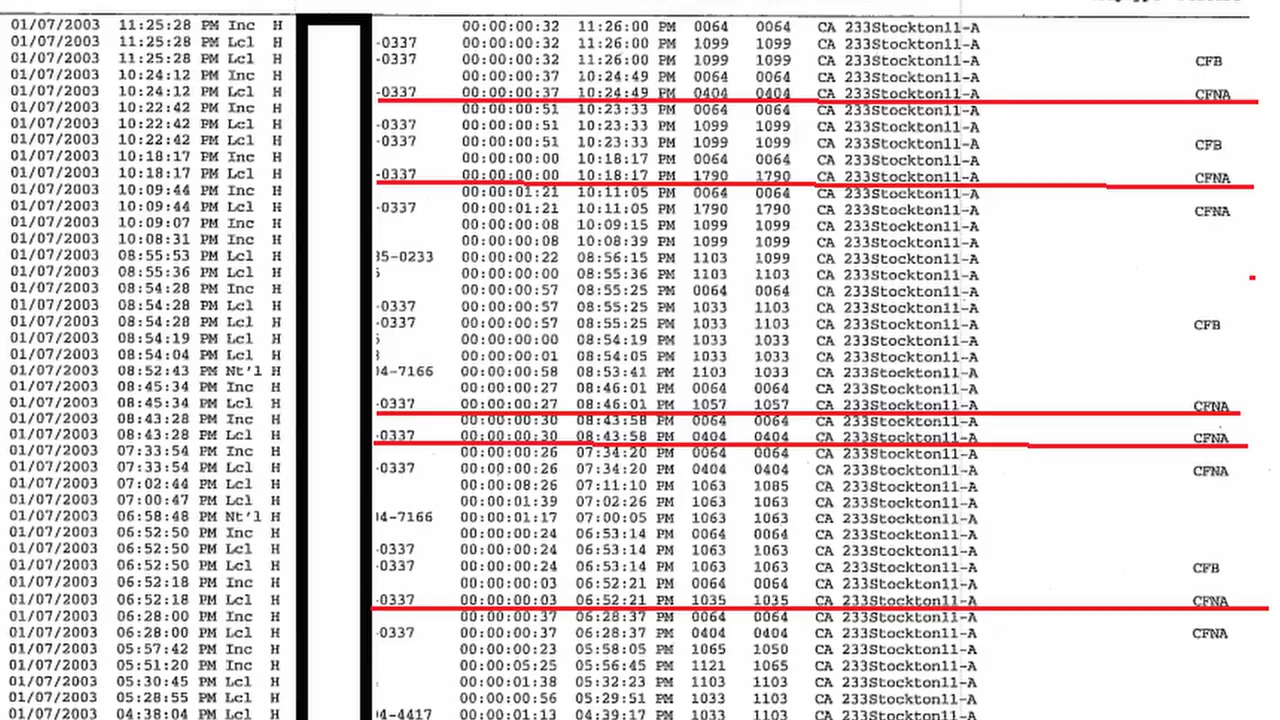 01/07/2003 11:25:28 PM Inc H 00:00:00:32 11:26:00 PM 0064 0064 CA 233Stockton11-A
01/07/2003 11:25:28 PM Lcl H -0337 00:00:00:32 11:26:00 PM 1099 1099 CA 233Stockton11-A
01/07/2003 11:25:28 PM Lcl H -0337 00:00:00:32 11:26:00 PM 1099 1099 CA 233Stockton11-A CFB
01/07/2003 10:24:12 PM Inc H 00:00:00:37 10:24:49 PM 0064 0064 CA 233Stockton11-A
01/07/2003 10:24:12 PM Lcl H -0337 00:00:00:37 10:24:49 PM 0404 0404 CA 233Stockton11-A CFNA
01/07/2003 10:22:42 PM Inc H 00:00:00:51 10:23:33 PM 0064 0064 CA 233Stockton11-A
01/07/2003 10:22:42 PM Lcl H -0337 00:00:00:51 10:23:33 PM 1099 1099 CA 233Stockton11-A
01/07/2003 10:22:42 PM Lcl H -0337 00:00:00:51 10:23:33 PM 1099 1099 CA 233Stockton11-A CFB
01/07/2003 10:18:17 PM Inc H 00:00:00:00 10:18:17 PM 0064 0064 CA 233Stockton11-A
01/07/2003 10:18:17 PM Lcl H -0337 00:00:00:00 10:18:17 PM 1790 1790 CA 233Stockton11-A CFNA
01/07/2003 10:09:44 PM Inc H 00:00:01:21 10:11:05 PM 0064 0064 CA 233Stockton11-A
01/07/2003 10:09:44 PM Lcl H -0337 00:00:01:21 10:11:05 PM 1790 1790 CA 233Stockton11-A CFNA
01/07/2003 10:09:07 PM Inc H 00:00:00:08 10:09:15 PM 1099 1099 CA 233Stockton11-A
01/07/2003 10:08:31 PM Inc H 00:00:00:08 10:08:39 PM 1099 1099 CA 233Stockton11-A
01/07/2003 08:55:53 PM Lcl H 35-0233 00:00:00:22 08:56:15 PM 1103 1099 CA 233Stockton11-A
01/07/2003 08:55:36 PM Lcl H 00:00:00:00 08:55:36 PM 1103 1103 CA 233Stockton11-A
01/07/2003 08:54:28 PM Inc H 00:00:00:57 08:55:25 PM 0064 0064 CA 233Stockton11-A
01/07/2003 08:54:28 PM Lcl H -0337 00:00:00:57 08:55:25 PM 1033 1103 CA 233Stockton11-A
01/07/2003 08:54:28 PM Lcl H -0337 00:00:00:57 08:55:25 PM 1033 1103 CA 233Stockton11-A CFB
01/07/2003 08:54:19 PM Lcl H 00:00:00:00 08:54:19 PM 1033 1033 CA 233Stockton11-A
01/07/2003 08:54:04 PM Lcl H 00:00:00:01 08:54:05 PM 1033 1033 CA 233Stockton11-A
01/07/2003 08:52:43 PM Nt'l H 04-7166 00:00:00:58 08:53:41 PM 1103 1033 CA 233Stockton11-A
01/07/2003 08:45:34 PM Inc H 00:00:00:27 08:46:01 PM 0064 0064 CA 233Stockton11-A
01/07/2003 08:45:34 PM Lcl H -0337 00:00:00:27 08:46:01 PM 1057 1057 CA 233Stockton11-A CFNA
01/07/2003 08:43:28 PM Inc H 00:00:00:30 08:43:58 PM 0064 0064 CA 233Stockton11-A
01/07/2003 08:43:28 PM Lcl H -0337 00:00:00:30 08:43:58 PM 0404 0404 CA 233Stockton11-A CFNA
01/07/2003 07:33:54 PM Inc H 00:00:00:26 07:34:20 PM 0064 0064 CA 233Stockton11-A
01/07/2003 07:33:54 PM Lcl H -0337 00:00:00:26 07:34:20 PM 0404 0404 CA 233Stockton11-A CFNA
01/07/2003 07:02:44 PM Lcl H 00:00:08:26 07:11:10 PM 1063 1085 CA 233Stockton11-A
01/07/2003 07:00:47 PM Lcl H 00:00:01:39 07:02:26 PM 1063 1063 CA 233Stockton11-A
01/07/2003 06:58:48 PM Nt'l H 04-7166 00:00:01:17 07:00:05 PM 1063 1063 CA 233Stockton11-A
01/07/2003 06:52:50 PM Inc H 00:00:00:24 06:53:14 PM 0064 0064 CA 233Stockton11-A
01/07/2003 06:52:50 PM Lcl H -0337 00:00:00:24 06:53:14 PM 1063 1063 CA 233Stockton11-A
01/07/2003 06:52:50 PM Lcl H -0337 00:00:00:24 06:53:14 PM 1063 1063 CA 233Stockton11-A CFB
01/07/2003 06:52:18 PM Inc H 00:00:00:03 06:52:21 PM 0064 0064 CA 233Stockton11-A
01/07/2003 06:52:18 PM Lcl H -0337 00:00:00:03 06:52:21 PM 1035 1035 CA 233Stockton11-A CFNA
01/07/2003 06:28:00 PM Inc H 00:00:00:37 06:28:37 PM 0064 0064 CA 233Stockton11-A
01/07/2003 06:28:00 PM Lcl H -0337 00:00:00:37 06:28:37 PM 0404 0404 CA 233Stockton11-A CFNA
01/07/2003 05:57:42 PM Inc H 00:00:00:23 05:58:05 PM 1065 1050 CA 233Stockton11-A
01/07/2003 05:51:20 PM Inc H 00:00:05:25 05:56:45 PM 1121 1065 CA 233Stockton11-A
01/07/2003 05:30:45 PM Lcl H 00:00:01:38 05:32:23 PM 1103 1103 CA 233Stockton11-A
01/07/2003 05:28:55 PM Lcl H 00:00:00:56 05:29:51 PM 1033 1103 CA 233Stockton11-A
01/07/2003 04:38:04 PM Lcl H 04-4417 00:00:01:13 04:39:17 PM 1033 1103 CA 233Stockton11-A